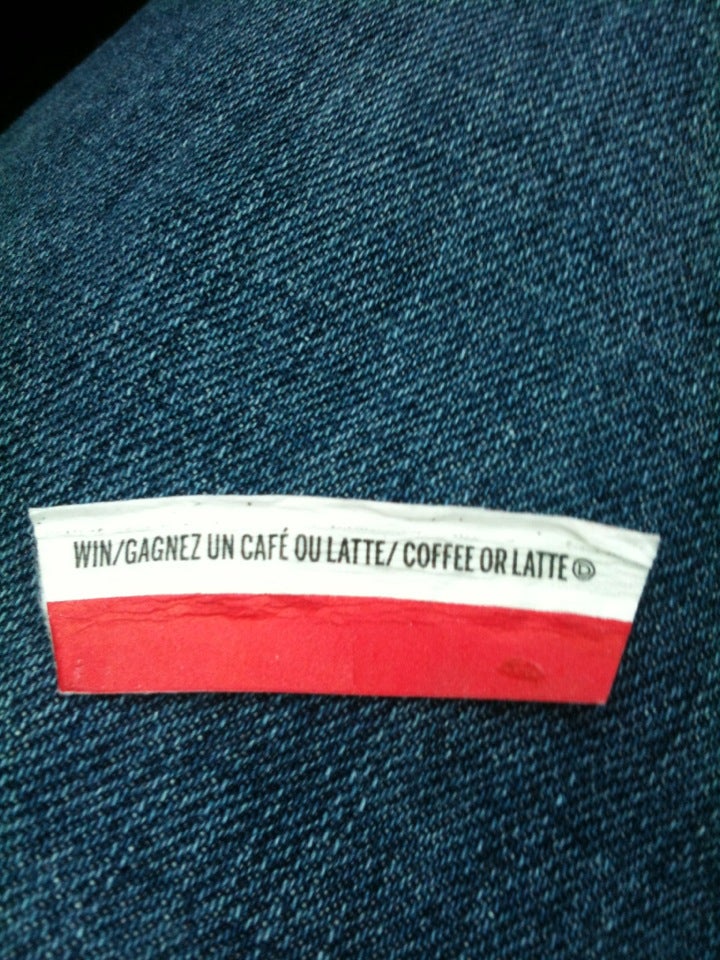 WIN/GAGNEZ UN CAFÉ OU LATTE/ COFFEE OR LATTE Ⓓ